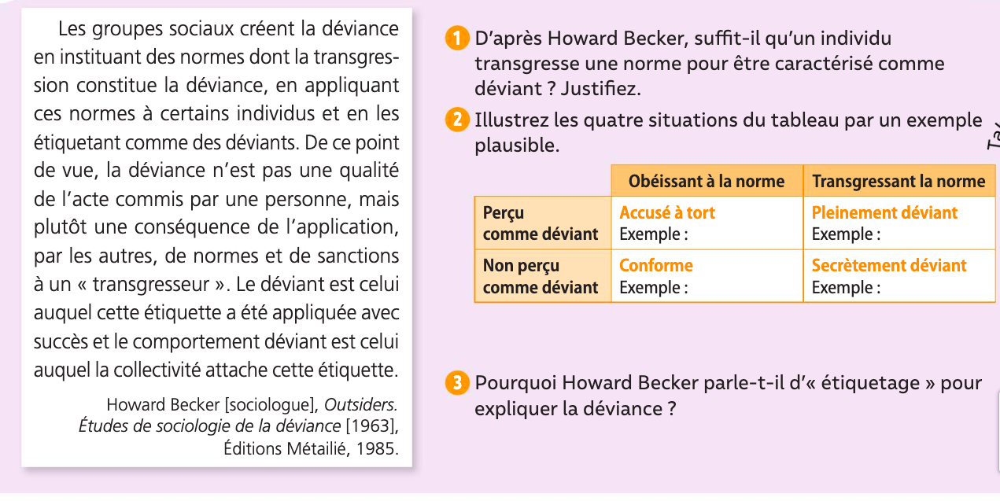 Les groupes sociaux créent la déviance
en instituant des normes dont la transgres-
sion constitue la déviance, en appliquant
ces normes à certains individus et en les
étiquetant comme des déviants. De ce point
de vue, la déviance n’est pas une qualité
de l’acte commis par une personne, mais
plutôt une conséquence de l’application,
par les autres, de normes et de sanctions
à un « transgresseur ». Le déviant est celui
auquel cette étiquette a été appliquée avec
succès et le comportement déviant est celui
auquel la collectivité attache cette étiquette.
Howard Becker [sociologue], Outsiders.
Études de sociologie de la déviance [1963],
Éditions Métailié, 1985.
1 D’après Howard Becker, suffit-il qu’un individu
transgresse une norme pour être caractérisé comme
déviant ? Justifiez.
2 Illustrez les quatre situations du tableau par un exemple
plausible.
Obéissant à la norme Transgressant la norme
Perçu Accusé à tort Pleinement déviant
comme déviant Exemple : Exemple :
Non perçu Conforme Secrètement déviant
comme déviant Exemple : Exemple :
3 Pourquoi Howard Becker parle-t-il d’« étiquetage » pour
expliquer la déviance ?